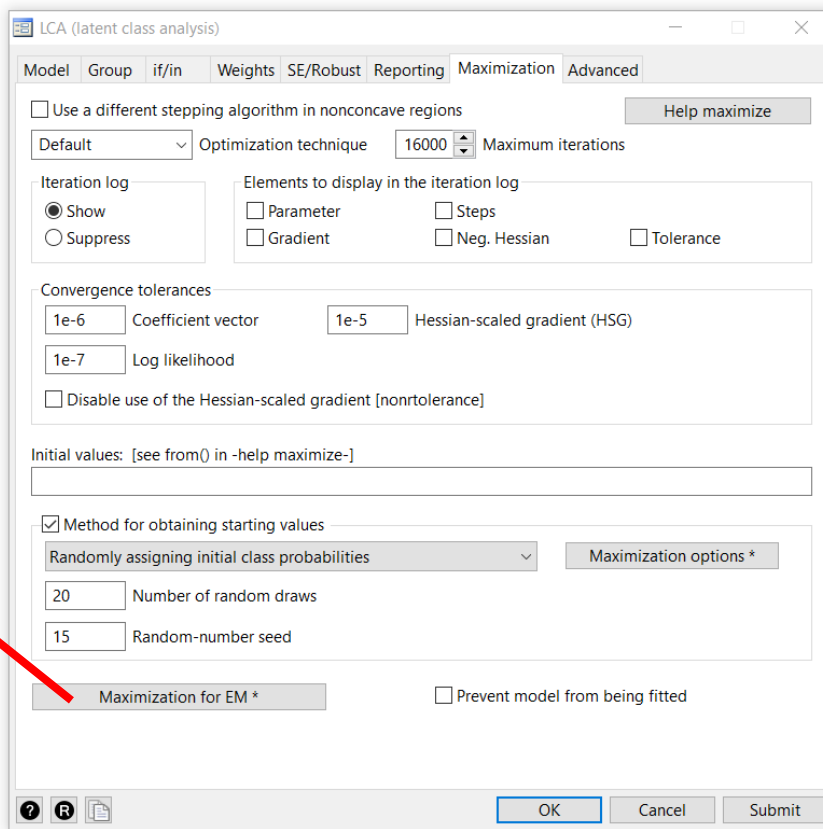 LCA (latent class analysis)
Model Group if/in Weights SE/Robust Reporting Maximization Advanced
Use a different stepping algorithm in nonconcave regions Help maximize
Default Optimization technique 16000 Maximum iterations
Iteration log Elements to display in the iteration log
Show Parameter Steps
Suppress Gradient Neg. Hessian Tolerance
Convergence tolerances
1e-6 Coefficient vector 1e-5 Hessian-scaled gradient (HSG)
1e-7 Log likelihood
Disable use of the Hessian-scaled gradient [nonrtolerance]
Initial values: [see from() in -help maximize-]
Method for obtaining starting values
Randomly assigning initial class probabilities Maximization options *
20 Number of random draws
15 Random-number seed
Maximization for EM * Prevent model from being fitted
? R OK Cancel Submit